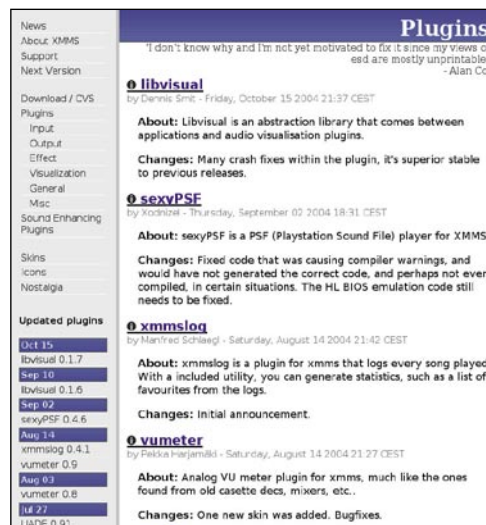 News
About XMMS
Support
Next Version
Download / CVS
Plugins
Input
Output
Effect
Visualization
General
Misc
Sound Enhancing
Plugins
Skins
Icons
Nostalgia
Updated plugins
Oct 15
libvisual 0.1.7
Sep 10
libvisual 0.1.6
Sep 02
sexyPSF 0.4.6
Aug 14
xmmslog 0.4.1
vumeter 0.9
Aug 03
vumeter 0.8
Jul 27
UADE 0.91
Plugins
"I don't know why and I'm not yet motivated to fix it since my views o
esd are mostly unprintable
- Alan Co
libvisual
by Dennis Smit - Friday, October 15 2004 21:37 CEST
About: Libvisual is an abstraction library that comes between
applications and audio visualisation plugins.
Changes: Many crash fixes within the plugin, it's superior stable
to previous releases.
sexyPSF
by Xodnizel - Thursday, September 02 2004 18:31 CEST
About: sexyPSF is a PSF (Playstation Sound File) player for XMMS
Changes: Fixed code that was causing compiler warnings, and
would have not generated the correct code, and perhaps not ever
compiled, in certain situations. The HL BIOS emulation code still
needs to be fixed.
xmmslog
by Manfred Schlaegl - Saturday, August 14 2004 21:42 CEST
About: xmmslog is a plugin for xmms that logs every song played
With a included utility, you can generate statistics, such as a list of
favourites from the logs.
Changes: Initial announcement.
vumeter
by Pekka Harjamäki - Saturday, August 14 2004 21:27 CEST
About: Analog VU meter plugin for xmms, much like the ones
found from old casette decs, mixers, etc..
Changes: One new skin was added. Bugfixes.